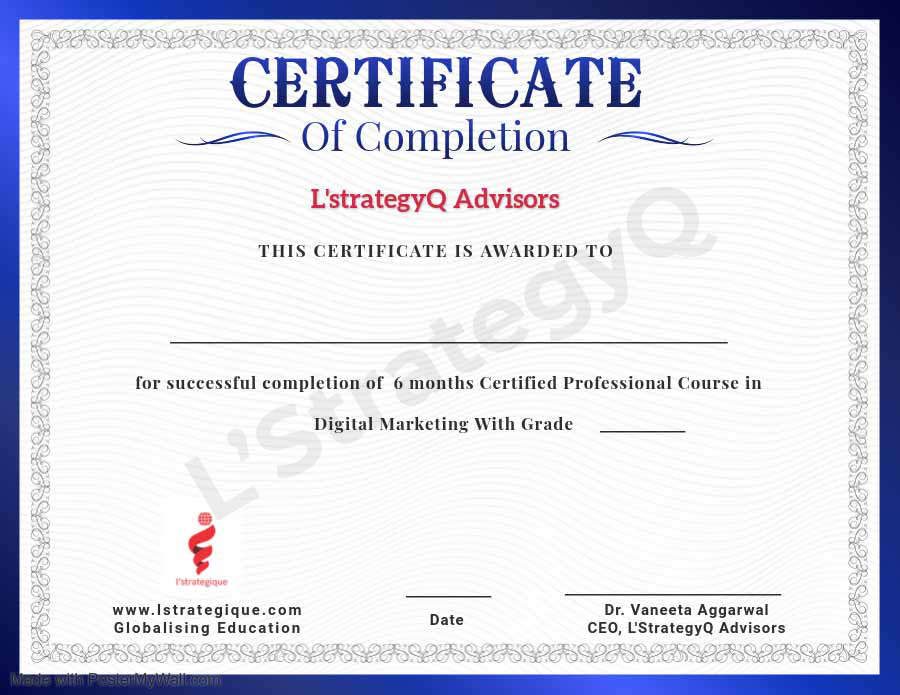 CERTIFICATE
Of Completion
L'strategyQ Advisors
THIS CERTIFICATE IS AWARDED TO
L'StrategyQ
for successful completion of 6 months Certified Professional Course in
Digital Marketing With Grade
l'strategique
www.lstrategique.com
Globalising Education
Date
Dr. Vaneeta Aggarwal
CEO, L'StrategyQ Advisors
Made with PosterMyWall.com